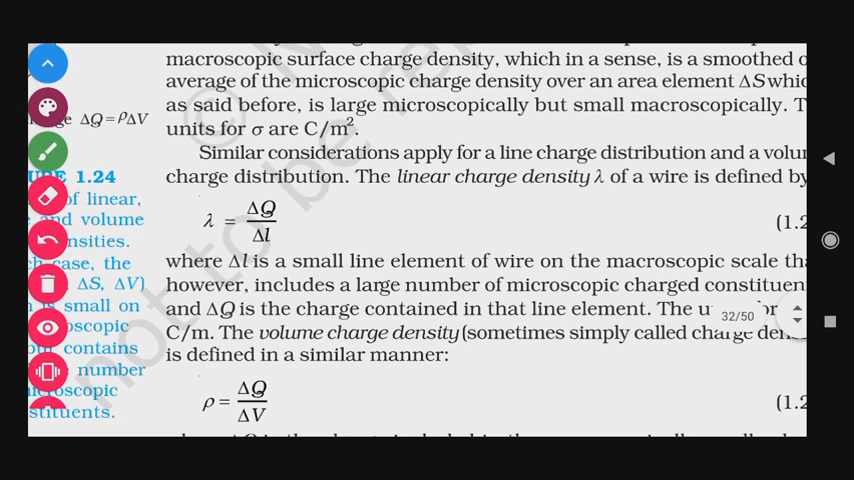 macroscopic surface charge density, which in a sense, is a smoothed
average of the microscopic charge density over an area element ΔS
as said before, is large microscopically but small macroscopically.
units for σ are C/m².
Similar considerations apply for a line charge distribution and a
charge distribution. The linear charge density λ of a wire is defined by
λ = ΔQ/Δl
where Δl is a small line element of wire on the macroscopic scale
however, includes a large number of microscopic charged
and ΔQ is the charge contained in that line element. The
C/m. The volume charge density (sometimes simply called charge
is defined in a similar manner:
ρ = ΔQ/ΔV
ΔQ = ρΔV
1.24
of linear,
and volume
case, the
ΔS, ΔV)
is small on
contains
number
32/50
not to be
©